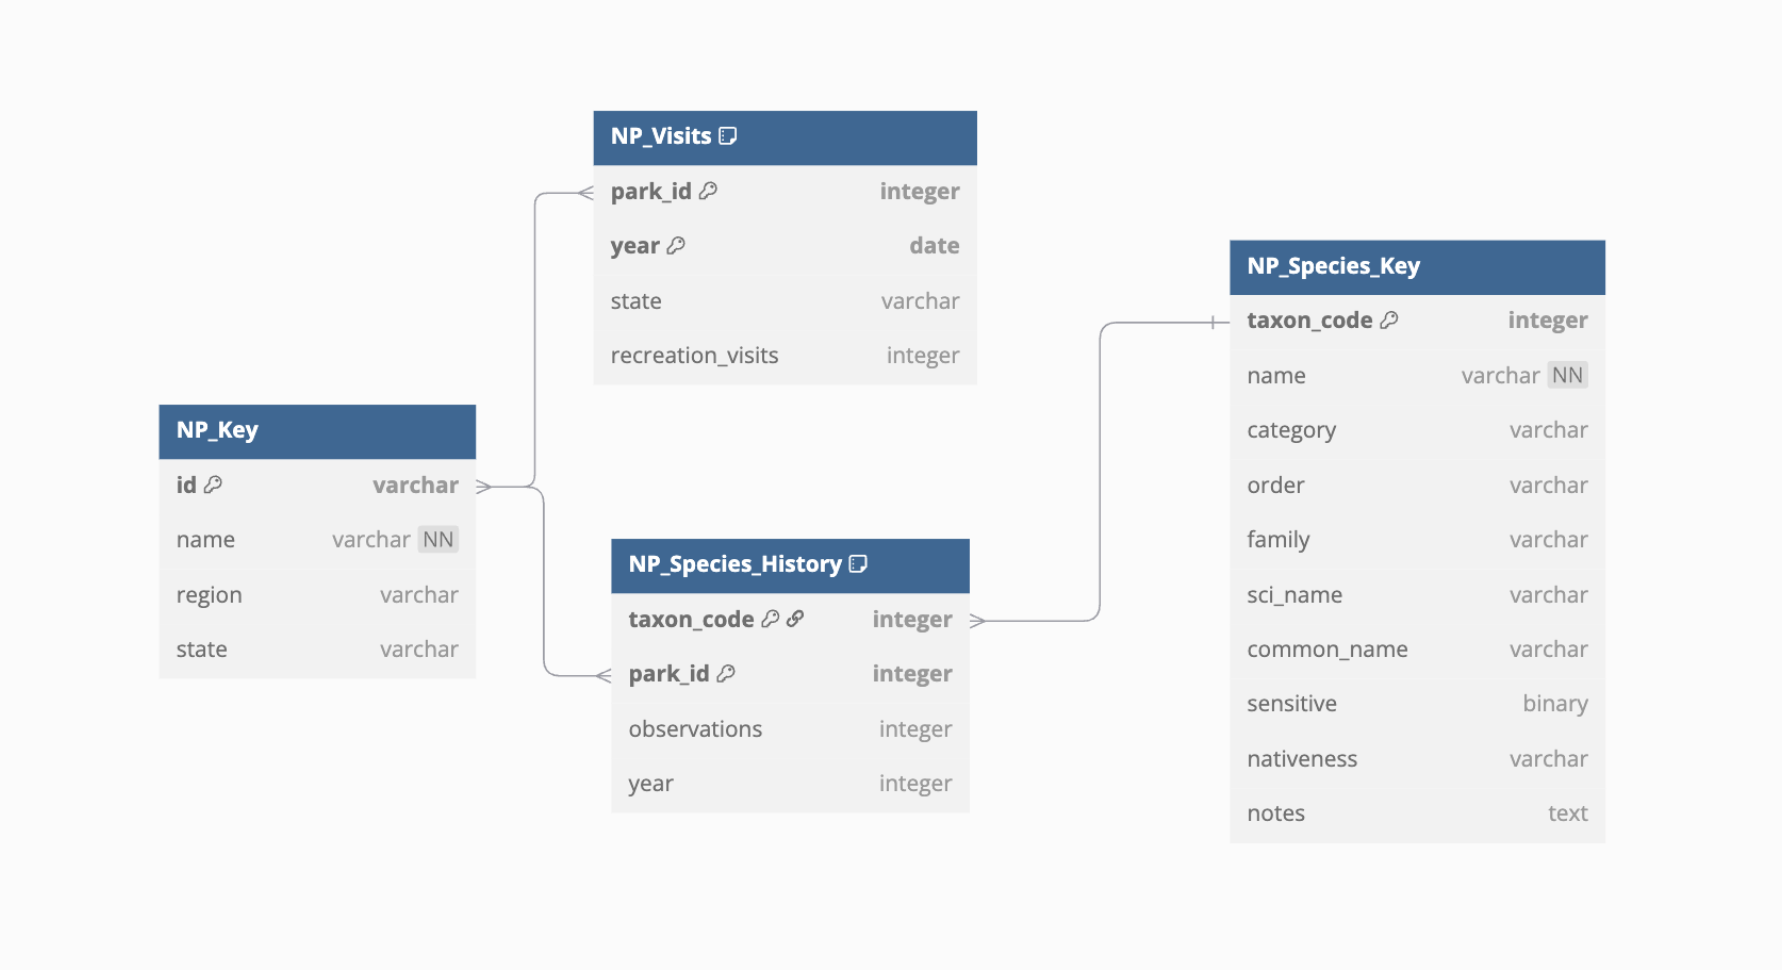 NP_Visits
park_id integer
year date
state varchar
recreation_visits integer
NP_Key
id varchar
name varchar NN
region varchar
state varchar
NP_Species_History
taxon_code integer
park_id integer
observations integer
year integer
NP_Species_Key
taxon_code integer
name varchar NN
category varchar
order varchar
family varchar
sci_name varchar
common_name varchar
sensitive binary
nativeness varchar
notes text